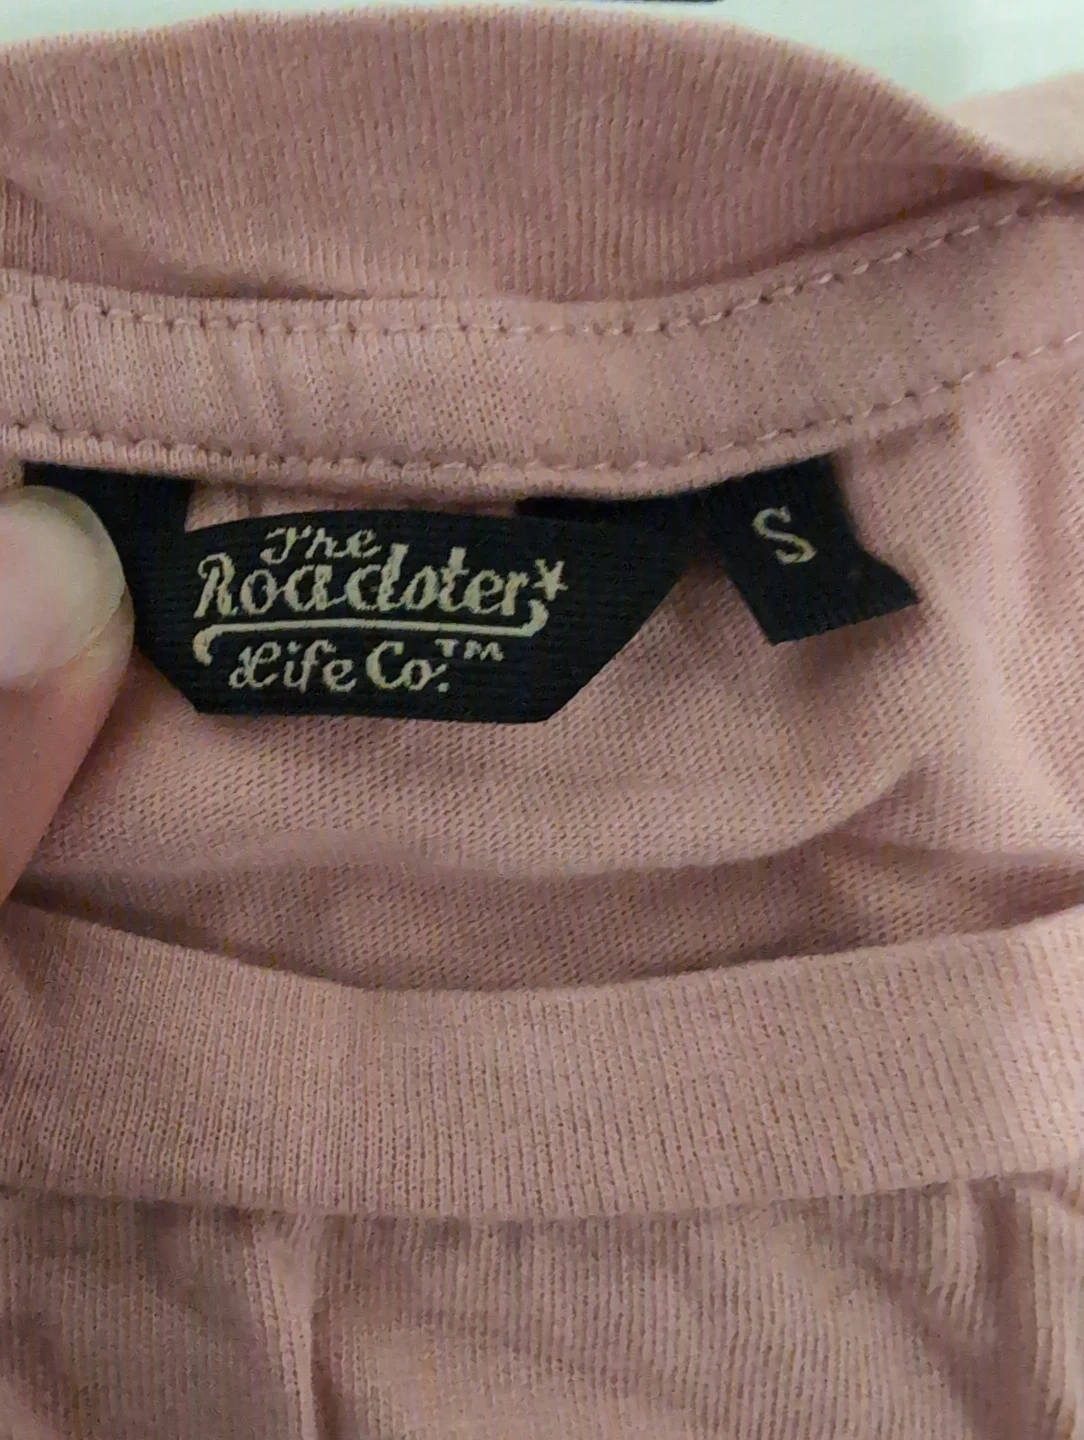 The
Roadster*
Life Co.™
S